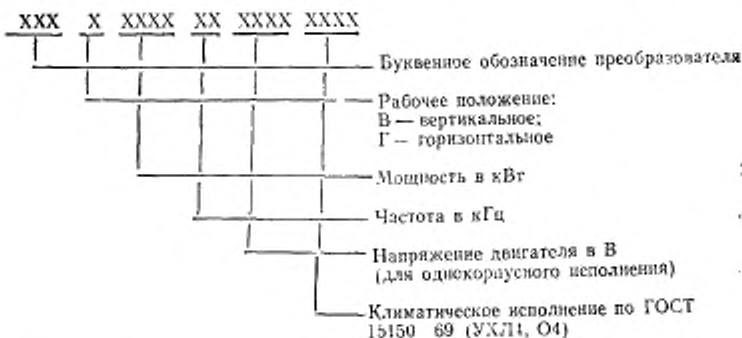 XXX X XXXX XX XXXX XXXX
Буквенное обозначение преобразователя
Рабочее положение:
В — вертикальное;
Г — горизонтальное
Мощность в кВт
Частота в кГц
Напряжение двигателя в В
(для однокорпусного исполнения)
Климатическое исполнение по ГОСТ
15150 69 (УХЛ4, О4)